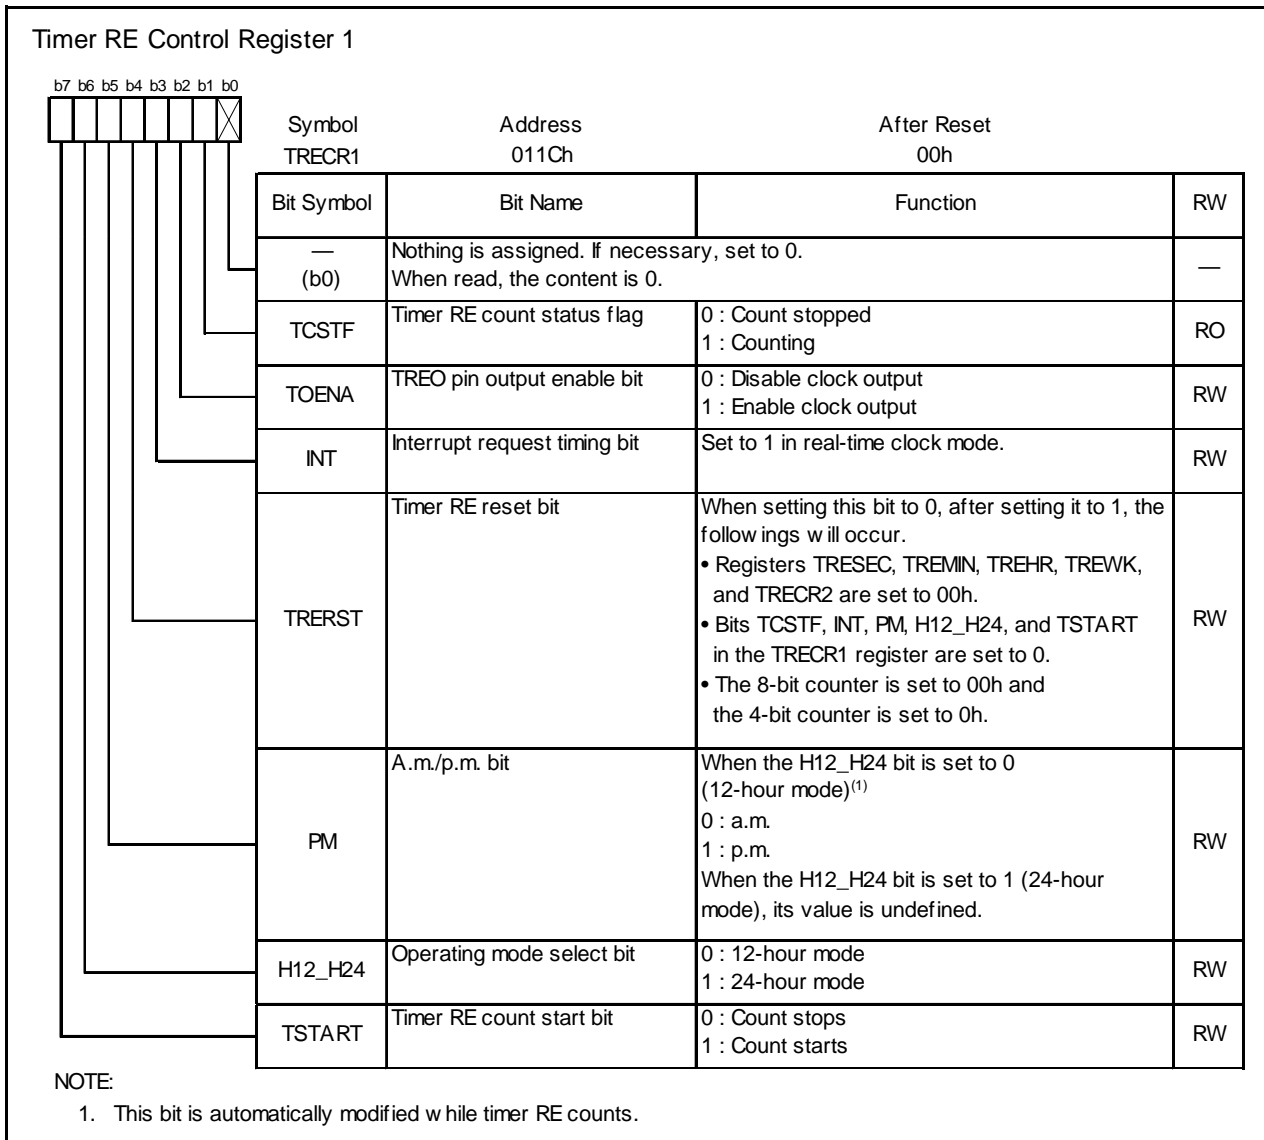 Timer RE Control Register 1
b7 b6 b5 b4 b3 b2 b1 b0
Symbol Address After Reset
TRECR1 011Ch 00h
Bit Symbol Bit Name Function RW
— (b0) Nothing is assigned. If necessary, set to 0.
When read, the content is 0. —
TCSTF Timer RE count status flag 0 : Count stopped
1 : Counting RO
TOENA TREO pin output enable bit 0 : Disable clock output
1 : Enable clock output RW
INT Interrupt request timing bit Set to 1 in real-time clock mode. RW
TRERST Timer RE reset bit When setting this bit to 0, after setting it to 1, the
followings will occur.
• Registers TRESEC, TREMIN, TREHR, TREWK,
and TRECR2 are set to 00h.
• Bits TCSTF, INT, PM, H12_H24, and TSTART
in the TRECR1 register are set to 0.
• The 8-bit counter is set to 00h and
the 4-bit counter is set to 0h. RW
PM A.m./p.m. bit When the H12_H24 bit is set to 0
(12-hour mode)(1)
0 : a.m.
1 : p.m.
When the H12_H24 bit is set to 1 (24-hour
mode), its value is undefined. RW
H12_H24 Operating mode select bit 0 : 12-hour mode
1 : 24-hour mode RW
TSTART Timer RE count start bit 0 : Count stops
1 : Count starts RW
NOTE:
1. This bit is automatically modified while timer RE counts.